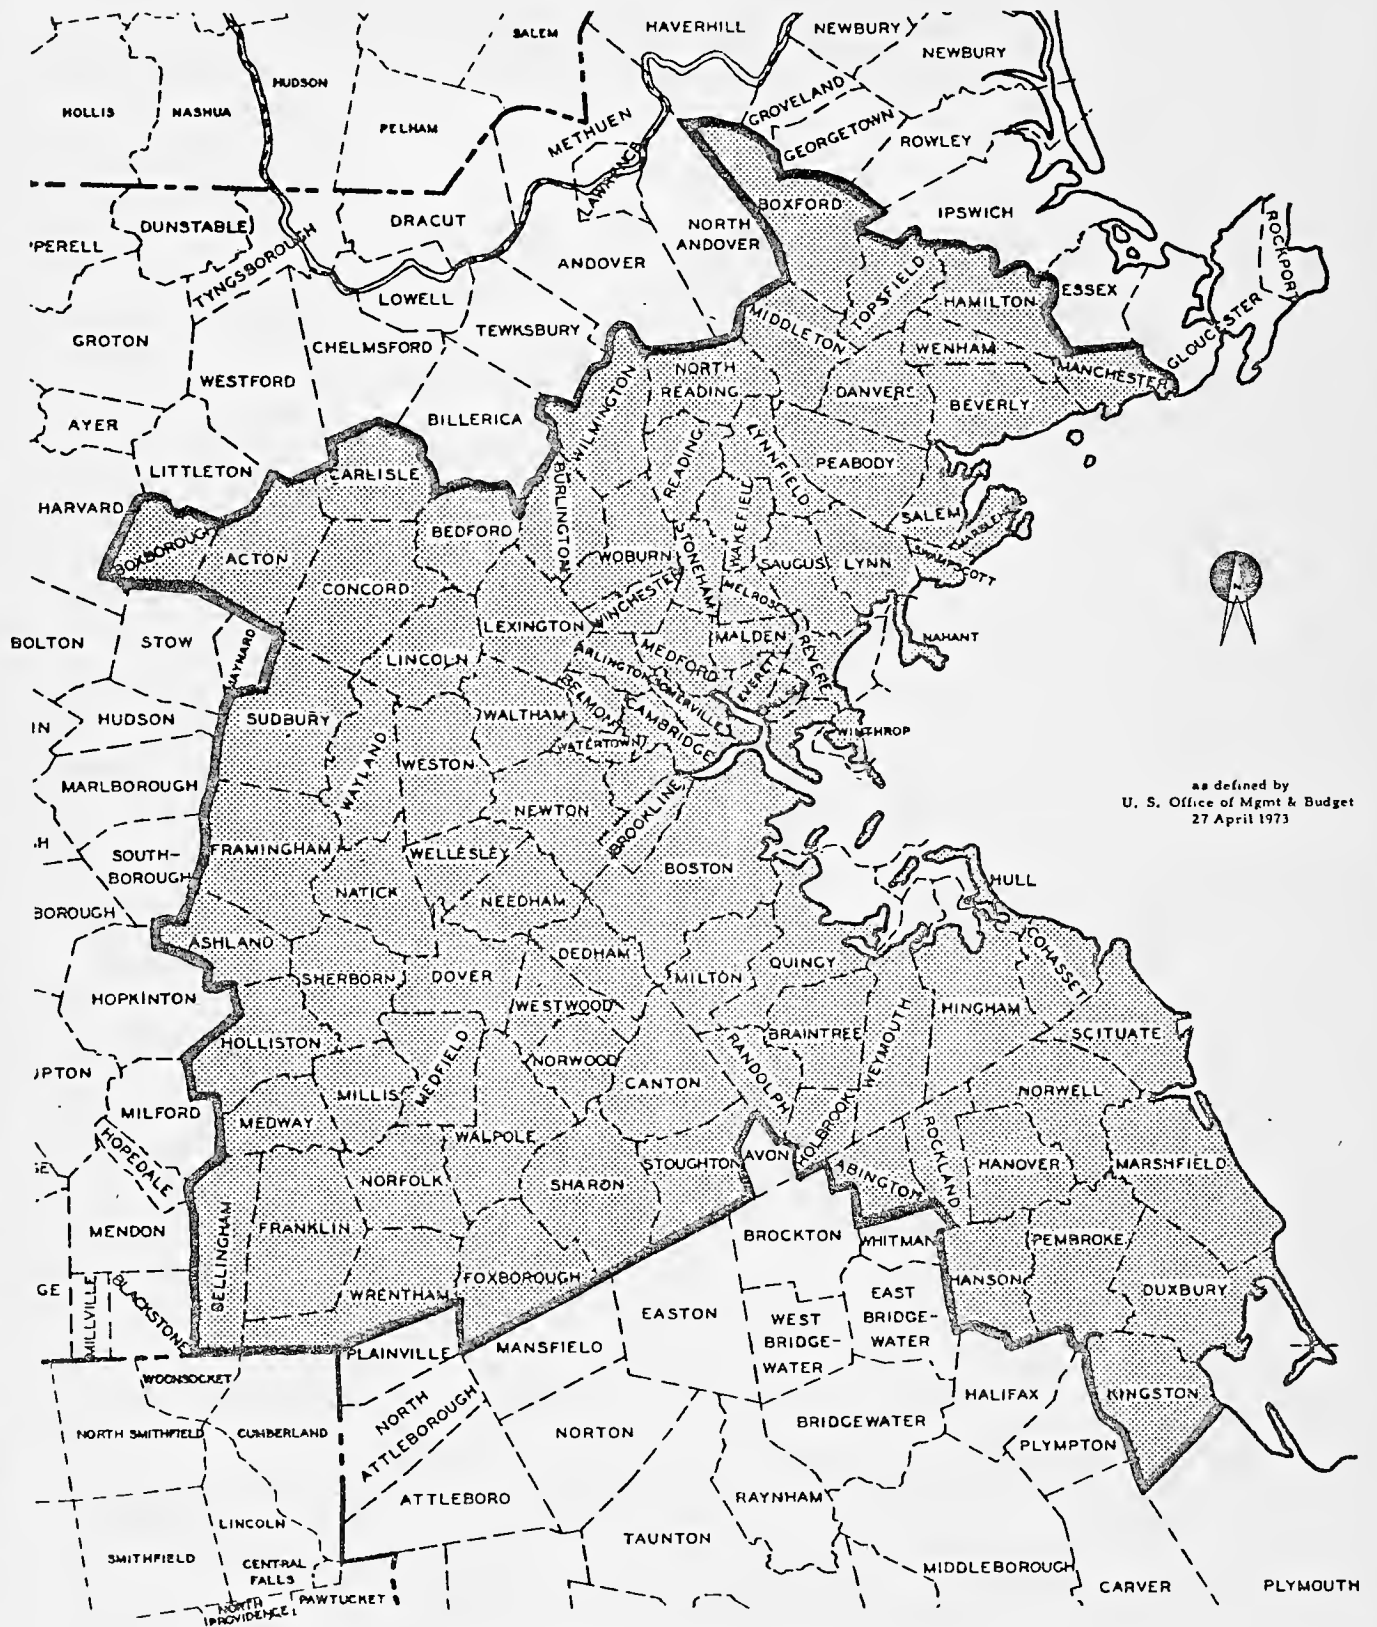 SALEM
HAVERHILL
NEWBURY
NEWBURY
HUDSON
HOLLIS
NASHUA
PELHAM
METHUEN
GROVELAND
GEORGETOWN
ROWLEY
LAWRANCE
BOXFORD
IPSWICH
ROCKPORT
DUNSTABLE
DRACUT
NORTH
ANDOVER
PERELL
TYNGSBOROUGH
ANDOVER
TOPSFIELD
ESSEX
LOWELL
HAMILTON
GLOUCESTER
GROTON
TEWKSBURY
MIDDLETON
CHELMSFORD
WENHAM
WESTFORD
NORTH
READING
MANCHESTER
WILMINGTON
DANVERS
BEVERLY
AYER
BILLERICA
LITTLETON
CARLISLE
BURLINGTON
READING
LYNNFIELD
PEABODY
HARVARD
BEDFORD
WAKEFIELD
SALEM
MARBLEHEAD
BOXBOROUGH
ACTON
WOBURN
STONEHAM
SAUGUS
LYNN
SWAMPSCOTT
CONCORD
WINCHESTER
MELROSE
N
BOLTON
STOW
MAYNARD
LEXINGTON
MALDEN
NAHANT
LINCOLN
ARLINGTON
MEDFORD
EVERETT
REVERE
HUDSON
SUDBURY
BELMONT
SOMERVILLE
IN
WALTHAM
CAMBRIDGE
WINTHROP
WAYLAND
WATERTOWN
MARLBOROUGH
WESTON
as defined by
U. S. Office of Mgmt & Budget
27 April 1973
NEWTON
BROOKLINE
H
SOUTH-
BOROUGH
FRAMINGHAM
WELLESLEY
BOSTON
NATICK
NEEDHAM
HULL
BOROUGH
ASHLAND
DEDHAM
COHASSET
SHERBORN
DOVER
MILTON
QUINCY
HOPKINTON
WESTWOOD
HINGHAM
HOLLISTON
BRAINTREE
WEYMOUTH
SCITUATE
NORWOOD
UPTON
MEDFIELD
RANDOLPH
MILLIS
CANTON
NORWELL
MILFORD
MEDWAY
HOLBROOK
WALPOLE
ROCKLAND
HOPEDALE
STOUGHTON
AVON
ABINGTON
HANOVER
MARSHFIELD
NORFOLK
SHARON
MENDON
BELLINGHAM
FRANKLIN
BROCKTON
WHITMAN
PEMBROKE
FOXBOROUGH
HANSON
GE
MILLVILLE
BLACKSTONE
WRENTHAM
EASTON
EAST
BRIDGE-
WATER
DUXBURY
WEST
BRIDGE-
WATER
PLAINVILLE
MANSFIELD
WOONSOCKET
HALIFAX
KINGSTON
NORTH SMITHFIELD
CUMBERLAND
NORTH
ATTLEBOROUGH
NORTON
BRIDGEWATER
PLYMPTON
ATTLEBORO
RAYNHAM
LINCOLN
TAUNTON
SMITHFIELD
CENTRAL
FALLS
MIDDLEBOROUGH
CARVER
PLYMOUTH
NORTH
PROVIDENCE
PAWTUCKET